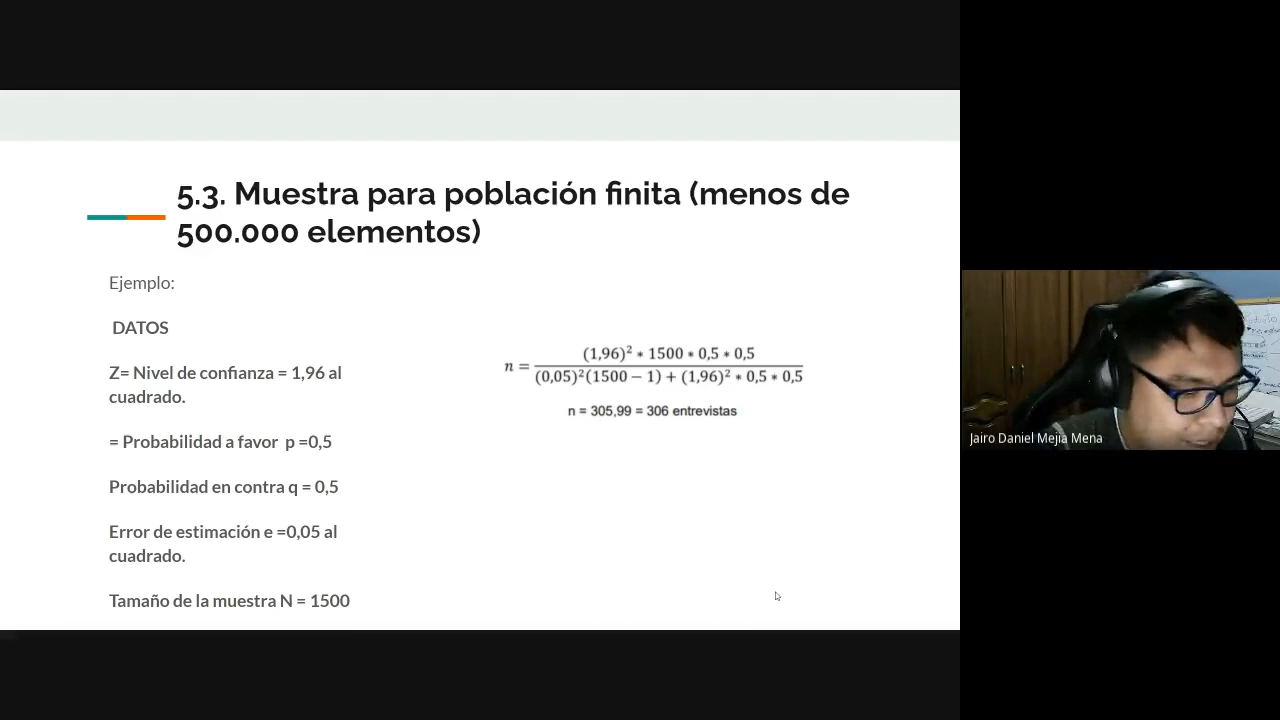 5.3. Muestra para población finita (menos de
500.000 elementos)
Ejemplo:
DATOS
Z= Nivel de confianza = 1,96 al
cuadrado.
= Probabilidad a favor p =0,5
Probabilidad en contra q = 0,5
Error de estimación e =0,05 al
cuadrado.
Tamaño de la muestra N = 1500
n = (1,96)² * 1500 * 0,5 * 0,5
(0,05)²(1500 − 1) + (1,96)² * 0,5 * 0,5
n = 305,99 = 306 entrevistas
Jairo Daniel Mejia Mena